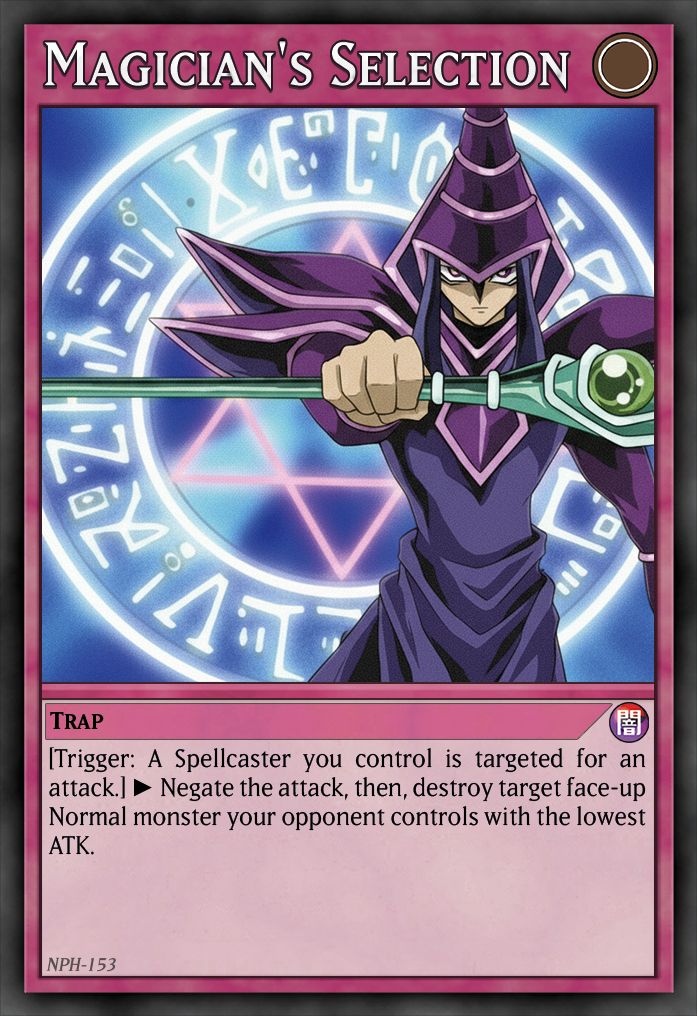 MAGICIAN'S SELECTION
TRAP
闇
[Trigger: A Spellcaster you control is targeted for an
attack.] ► Negate the attack, then, destroy target face-up
Normal monster your opponent controls with the lowest
ATK.
NPH-153